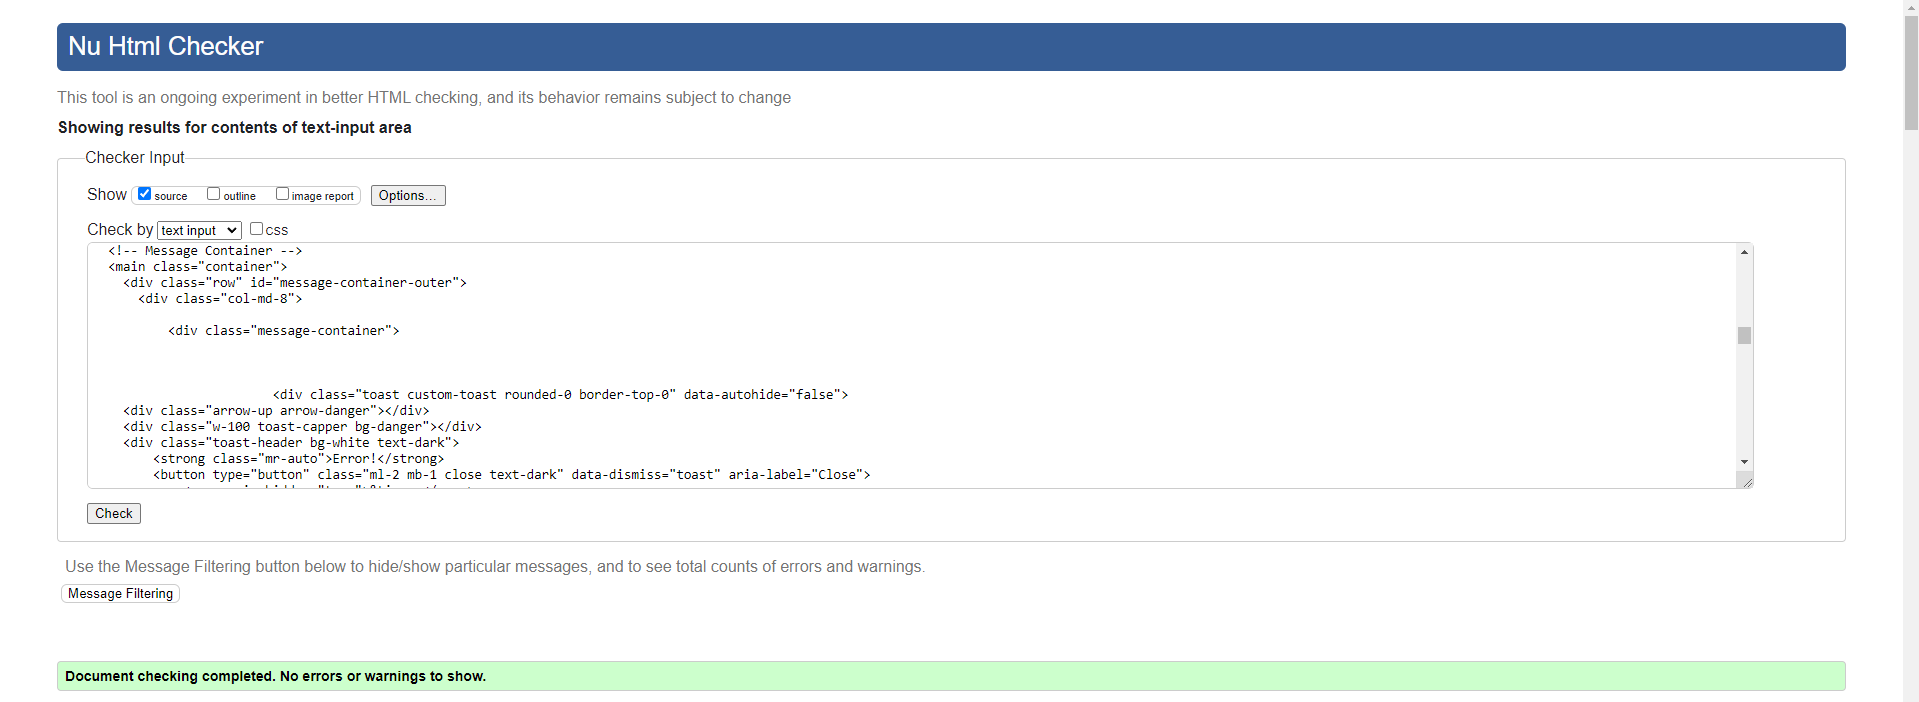 Nu Html Checker
This tool is an ongoing experiment in better HTML checking, and its behavior remains subject to change
Showing results for contents of text-input area
Checker Input
Show source outline image report Options...
Check by text input css
<!-- Message Container -->
<main class="container">
<div class="row" id="message-container-outer">
<div class="col-md-8">
<div class="message-container">
<div class="toast custom-toast rounded-0 border-top-0" data-autohide="false">
<div class="arrow-up arrow-danger"></div>
<div class="w-100 toast-capper bg-danger"></div>
<div class="toast-header bg-white text-dark">
<strong class="mr-auto">Error!</strong>
<button type="button" class="ml-2 mb-1 close text-dark" data-dismiss="toast" aria-label="Close">
Check
Use the Message Filtering button below to hide/show particular messages, and to see total counts of errors and warnings.
Message Filtering
Document checking completed. No errors or warnings to show.